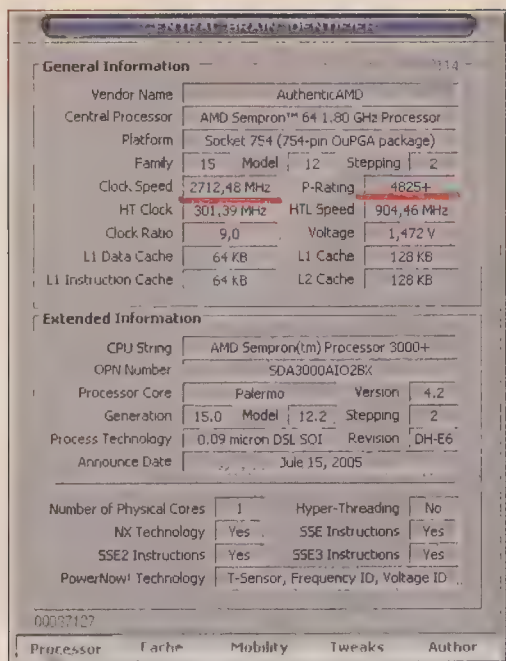 CENTRAL BRAIN IDENTIFIER
General Information
Vendor Name AuthenticAMD
Central Processor AMD Sempron™ 64 1.80 GHz Processor
Platform Socket 754 (754-pin OuPGA package)
Family 15 Model 12 Stepping 2
Clock Speed 2712,48 MHz P-Rating 4825+
HT Clock 301,39 MHz HTL Speed 904,46 MHz
Clock Ratio 9,0 Voltage 1,472 V
L1 Data Cache 64 KB L1 Cache 128 KB
L1 Instruction Cache 64 KB L2 Cache 128 KB
Extended Information
CPU String AMD Sempron(tm) Processor 3000+
OPN Number SDA3000AIO2BX
Processor Core Palermo Version 4.2
Generation 15.0 Model 12.2 Stepping 2
Process Technology 0.09 micron DSL SOI Revision DH-E6
Announce Date Jule 15, 2005
Number of Physical Cores 1 Hyper-Threading No
NX Technology Yes SSE Instructions Yes
SSE2 Instructions Yes SSE3 Instructions Yes
PowerNow! Technology T-Sensor, Frequency ID, Voltage ID
Processor Cache Mobility Tweaks Author